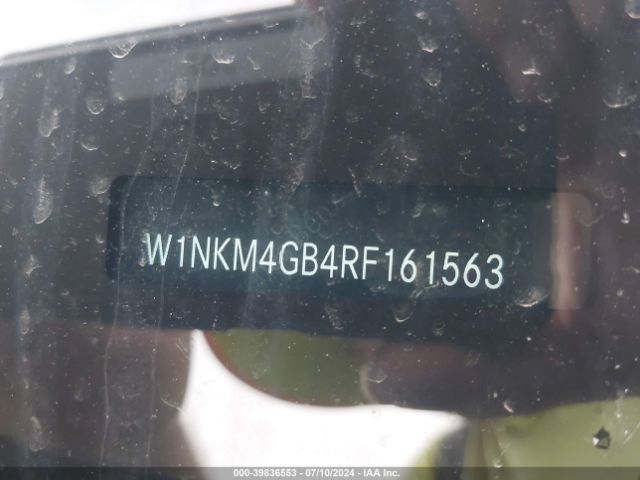 W1NKM4GB4RF161563
000-39836553 / 07/10/2024 - IAA Inc.